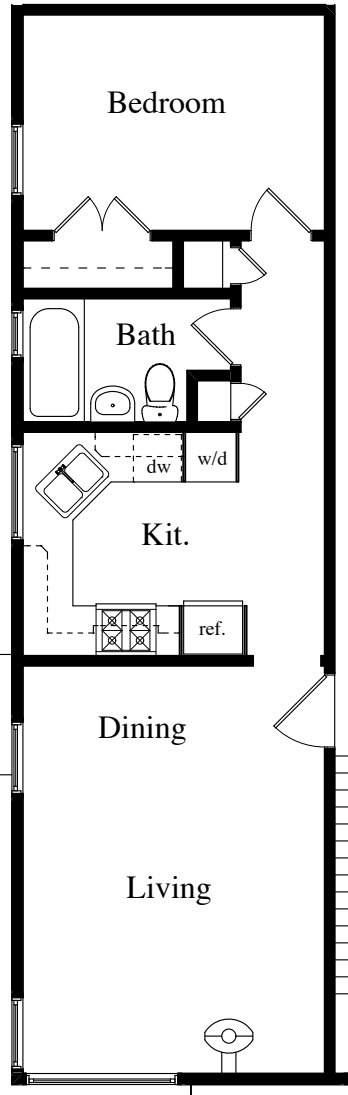 Bedroom
Bath
dw
w/d
Kit.
ref.
Dining
Living